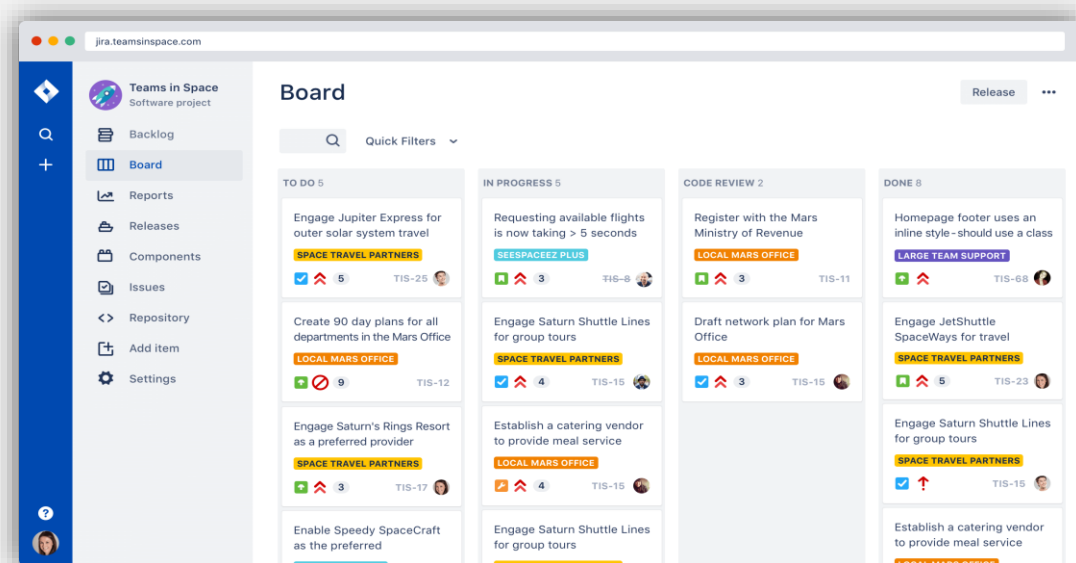 jira.teamsinspace.com
Teams in Space
Software project
Backlog
Board
Reports
Releases
Components
Issues
Repository
Add item
Settings
Board
Release
Quick Filters
TO DO 5
Engage Jupiter Express for
outer solar system travel
SPACE TRAVEL PARTNERS
5
TIS-25
Create 90 day plans for all
departments in the Mars Office
LOCAL MARS OFFICE
9
TIS-12
Engage Saturn's Rings Resort
as a preferred provider
SPACE TRAVEL PARTNERS
3
TIS-17
Enable Speedy SpaceCraft
as the preferred
IN PROGRESS 5
Requesting available flights
is now taking > 5 seconds
SEESPACEEZ PLUS
3
TIS-8
Engage Saturn Shuttle Lines
for group tours
SPACE TRAVEL PARTNERS
4
TIS-15
Establish a catering vendor
to provide meal service
LOCAL MARS OFFICE
4
TIS-15
Engage Saturn Shuttle Lines
for group tours
CODE REVIEW 2
Register with the Mars
Ministry of Revenue
LOCAL MARS OFFICE
3
TIS-11
Draft network plan for Mars
Office
LOCAL MARS OFFICE
3
TIS-15
DONE 8
Homepage footer uses an
inline style - should use a class
LARGE TEAM SUPPORT
TIS-68
Engage JetShuttle
SpaceWays for travel
SPACE TRAVEL PARTNERS
5
TIS-23
Engage Saturn Shuttle Lines
for group tours
SPACE TRAVEL PARTNERS
TIS-15
Establish a catering vendor
to provide meal service
LOCAL MARS OFFICE